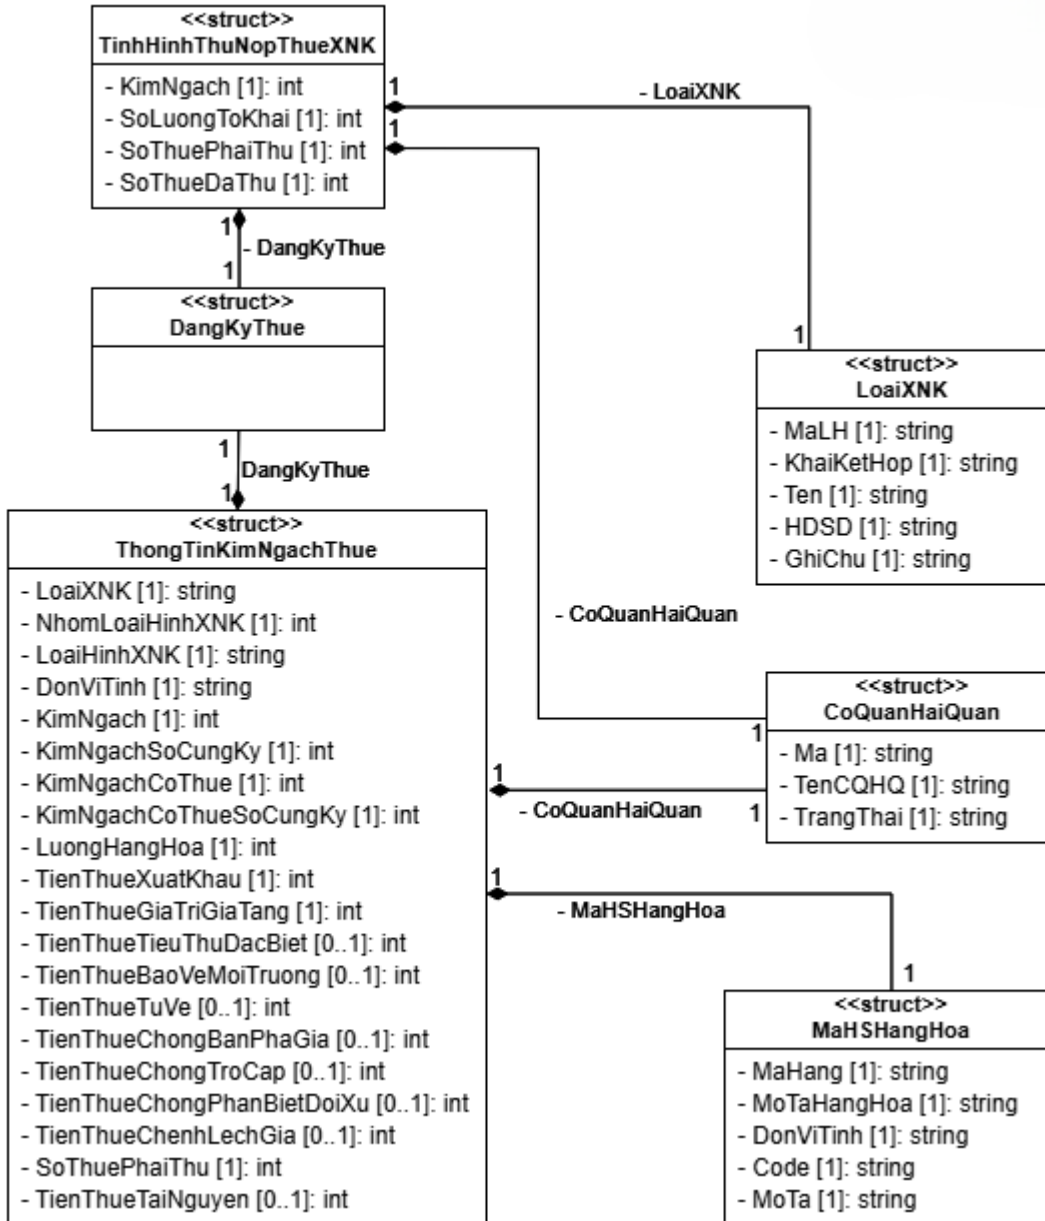 <<struct>>
TinhHinhThuNopThueXNK
- KimNgach [1]: int
- SoLuongToKhai [1]: int
- SoThuePhaiThu [1]: int
- SoThueDaThu [1]: int
1
- LoaiXNK
1
1
- DangKyThue
1
<<struct>>
DangKyThue
1
<<struct>>
LoaiXNK
- MaLH [1]: string
- KhaiKetHop [1]: string
- Ten [1]: string
- HDSD [1]: string
- GhiChu [1]: string
1
DangKyThue
1
<<struct>>
ThongTinKimNgachThue
- LoaiXNK [1]: string
- NhomLoaiHinhXNK [1]: int
- LoaiHinhXNK [1]: string
- DonViTinh [1]: string
- KimNgach [1]: int
- KimNgachSoCungKy [1]: int
- KimNgachCoThue [1]: int
- KimNgachCoThueSoCungKy [1]: int
- LuongHangHoa [1]: int
- TienThueXuatKhau [1]: int
- TienThueGiaTriGiaTang [1]: int
- TienThueTieuThuDacBiet [0..1]: int
- TienThueBaoVeMoiTruong [0..1]: int
- TienThueTuVe [0..1]: int
- TienThueChongBanPhaGia [0..1]: int
- TienThueChongTroCap [0..1]: int
- TienThueChongPhanBietDoiXu [0..1]: int
- TienThueChenhLechGia [0..1]: int
- SoThuePhaiThu [1]: int
- TienThueTaiNguyen [0..1]: int
- CoQuanHaiQuan
1
<<struct>>
CoQuanHaiQuan
- Ma [1]: string
- TenCQHQ [1]: string
- TrangThai [1]: string
1
- CoQuanHaiQuan
1
1
- MaHSHangHoa
1
<<struct>>
MaHSHangHoa
- MaHang [1]: string
- MoTaHangHoa [1]: string
- DonViTinh [1]: string
- Code [1]: string
- MoTa [1]: string